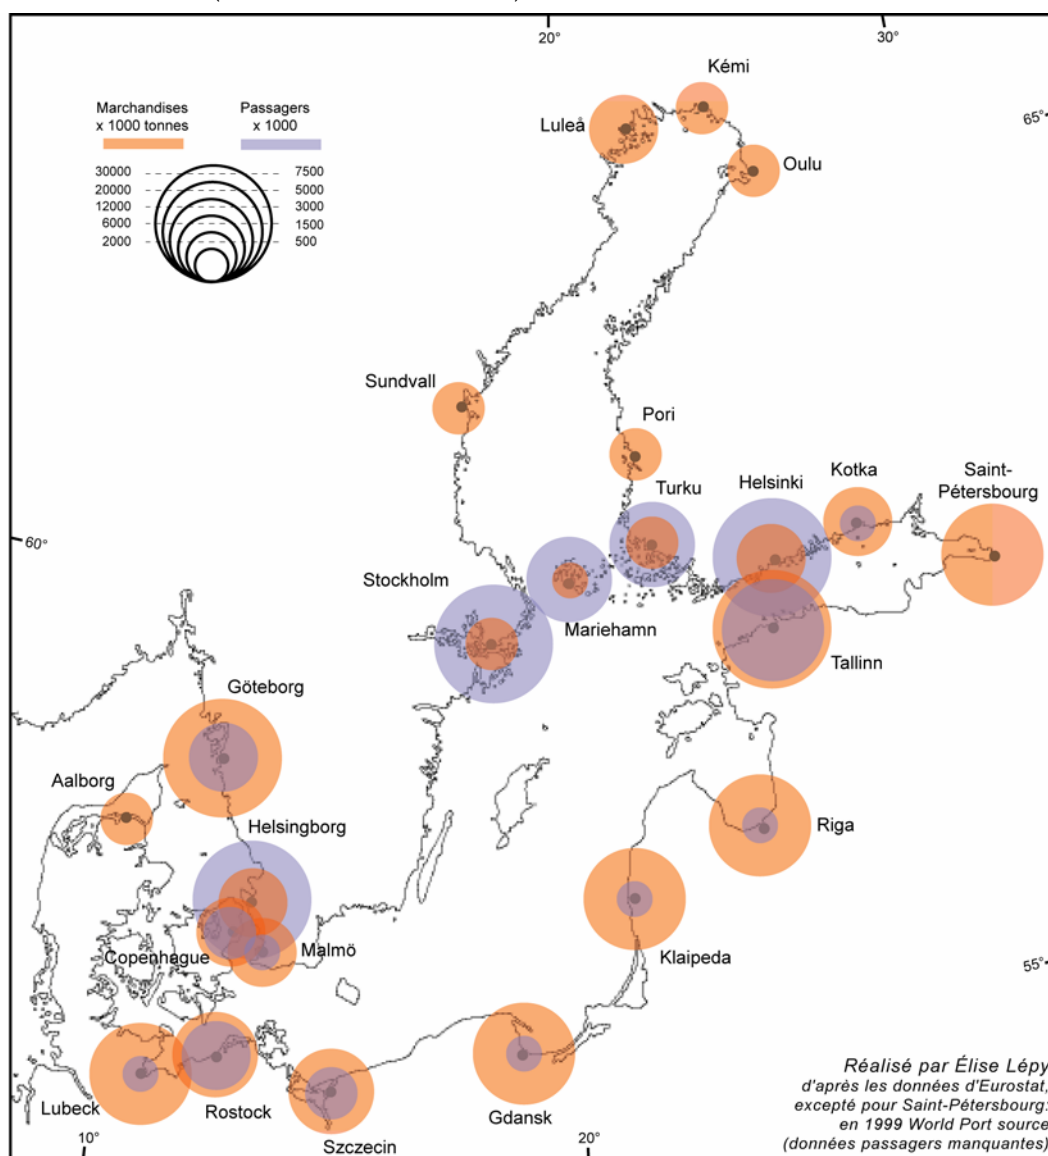 20°
30°
Marchandises
x 1000 tonnes
Passagers
x 1000
30000 7500
20000 5000
12000 3000
6000 1500
2000 500
Kémi
65°
Luleå
Oulu
Sundvall
Pori
Turku
Helsinki
Kotka
Saint-
Pétersbourg
60°
Stockholm
Mariehamn
Tallinn
Göteborg
Aalborg
Helsingborg
Riga
Copenhague
Malmö
Klaipeda
55°
Lubeck
Rostock
Szczecin
Gdansk
Réalisé par Élise Lépy
d'après les données d'Eurostat,
excepté pour Saint-Pétersbourg:
en 1999 World Port source
(données passagers manquantes)
10°
20°